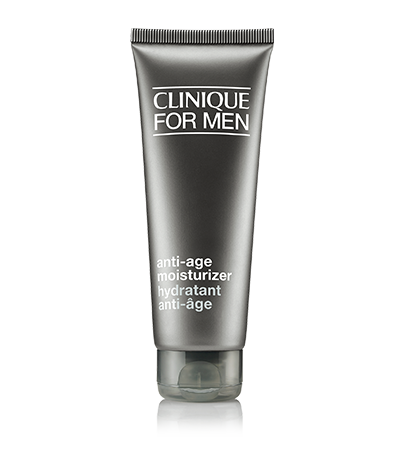 CLINIQUE
FOR MEN
anti-age
moisturizer
hydratant
anti-âge